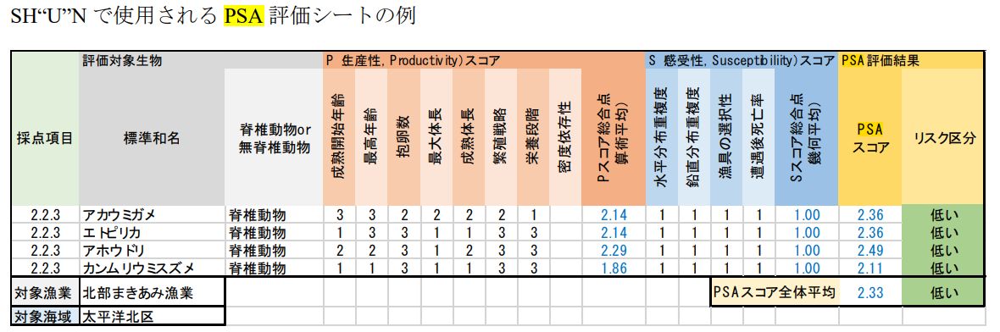 SH“U”N で使用される PSA 評価シートの例
評価対象生物 P（生産性, Productivity）スコア S（感受性, Susceptibility）スコア PSA評価結果
採点項目 標準和名 脊椎動物or無脊椎動物 成熟開始年齢 最高年齢 抱卵数 最大体長 成熟体長 繁殖戦略 栄養段階 密度依存性 Pスコア総合点算術平均） 水平分布重複度 鉛直分布重複度 漁具の選択性 遭遇後死亡率 Sスコア総合点幾何平均） PSAスコア リスク区分
2.2.3 アカウミガメ 脊椎動物 3 3 2 2 2 2 1 2.14 1 1 1 1 1.00 2.36 低い
2.2.3 エトピリカ 脊椎動物 1 3 3 1 1 3 3 2.14 1 1 1 1 1.00 2.36 低い
2.2.3 アホウドリ 脊椎動物 2 2 3 1 2 3 3 2.29 1 1 1 1 1.00 2.49 低い
2.2.3 カンムリウミスズメ 脊椎動物 1 1 3 1 1 3 3 1.86 1 1 1 1 1.00 2.11 低い
対象漁業 北部まきあみ漁業 PSAスコア全体平均 2.33 低い
対象海域 太平洋北区